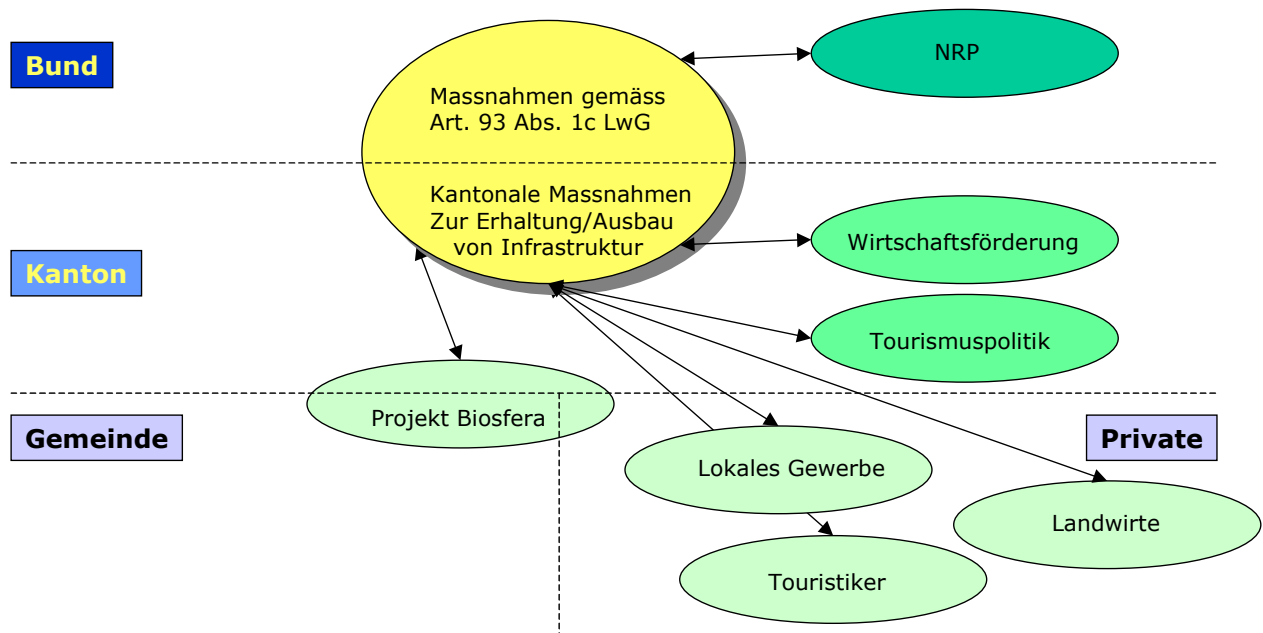 Bund
NRP
Massnahmen gemäss
Art. 93 Abs. 1c LwG
Kantonale Massnahmen
Zur Erhaltung/Ausbau
von Infrastruktur
Wirtschaftsförderung
Kanton
Tourismuspolitik
Projekt Biosfera
Gemeinde
Private
Lokales Gewerbe
Landwirte
Touristiker